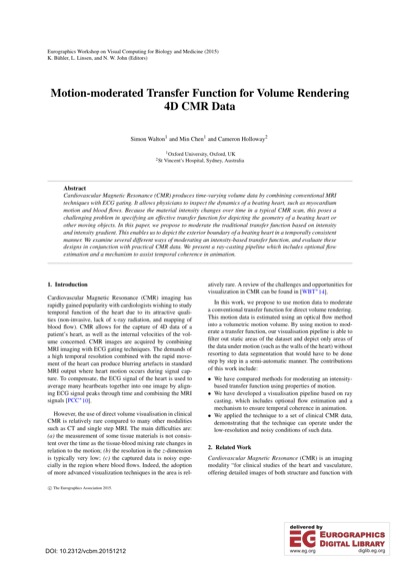 Eurographics Workshop on Visual Computing for Biology and Medicine (2015)
K. Bühler, L. Linsen, and N. W. John (Editors)
Motion-moderated Transfer Function for Volume Rendering
4D CMR Data
Simon Walton¹ and Min Chen¹ and Cameron Holloway²
¹Oxford University, Oxford, UK
²St Vincent's Hospital, Sydney, Australia
Abstract
Cardiovascular Magnetic Resonance (CMR) produces time-varying volume data by combining conventional MRI
techniques with ECG gating. It allows physicians to inspect the dynamics of a beating heart, such as myocardium
motion and blood flows. Because the material intensity changes over time in a typical CMR scan, this poses a
challenging problem in specifying an effective transfer function for depicting the geometry of a beating heart or
other moving objects. In this paper, we propose to moderate the traditional transfer function based on intensity
and intensity gradient. This enables us to depict the exterior boundary of a beating heart in a temporally consistent
manner. We examine several different ways of moderating an intensity-based transfer function, and evaluate these
designs in conjunction with practical CMR data. We present a ray-casting pipeline which includes optional flow
estimation and a mechanism to assist temporal coherence in animation.
1. Introduction
Cardiovascular Magnetic Resonance (CMR) imaging has
rapidly gained popularity with cardiologists wishing to study
temporal function of the heart due to its attractive quali-
ties (non-invasive, lack of x-ray radiation, and mapping of
blood flow). CMR allows for the capture of 4D data of a
patient's heart, as well as the internal velocities of the vol-
ume concerned. CMR images are acquired by combining
MRI imaging with ECG gating techniques. The demands of
a high temporal resolution combined with the rapid move-
ment of the heart can produce blurring artefacts in standard
MRI output where heart motion occurs during signal cap-
ture. To compensate, the ECG signal of the heart is used to
average many heartbeats together into one image by align-
ing ECG signal peaks through time and combining the MRI
signals [PCC*10].
However, the use of direct volume visualisation in clinical
CMR is relatively rare compared to many other modalities
such as CT and single step MRI. The main difficulties are:
(a) the measurement of some tissue materials is not consis-
tent over the time as the tissue-blood mixing rate changes in
relation to the motion; (b) the resolution in the z-dimension
is typically very low; (c) the captured data is noisy espe-
cially in the region where blood flows. Indeed, the adoption
of more advanced visualization techniques in the area is rel-
atively rare. A review of the challenges and opportunities for
visualization in CMR can be found in [WBT*14].
In this work, we propose to use motion data to moderate
a conventional transfer function for direct volume rendering.
This motion data is estimated using an optical flow method
into a volumetric motion volume. By using motion to mod-
erate a transfer function, our visualisation pipeline is able to
filter out static areas of the dataset and depict only areas of
the data under motion (such as the walls of the heart) without
resorting to data segmentation that would have to be done
step by step in a semi-automatic manner. The contributions
of this work include:
• We have compared methods for moderating an intensity-
based transfer function using properties of motion.
• We have developed a visualisation pipeline based on ray
casting, which includes optional flow estimation and a
mechanism to ensure temporal coherence in animation.
• We applied the technique to a set of clinical CMR data,
demonstrating that the technique can operate under the
low-resolution and noisy conditions of such data.
2. Related Work
Cardiovascular Magnetic Resonance (CMR) is an imaging
modality "for clinical studies of the heart and vasculature,
offering detailed images of both structure and function with
© The Eurographics Association 2015.
DOI: 10.2312/vcbm.20151212
delivered by
EG EUROGRAPHICS
DIGITAL LIBRARY
www.eg.org
diglib.eg.org